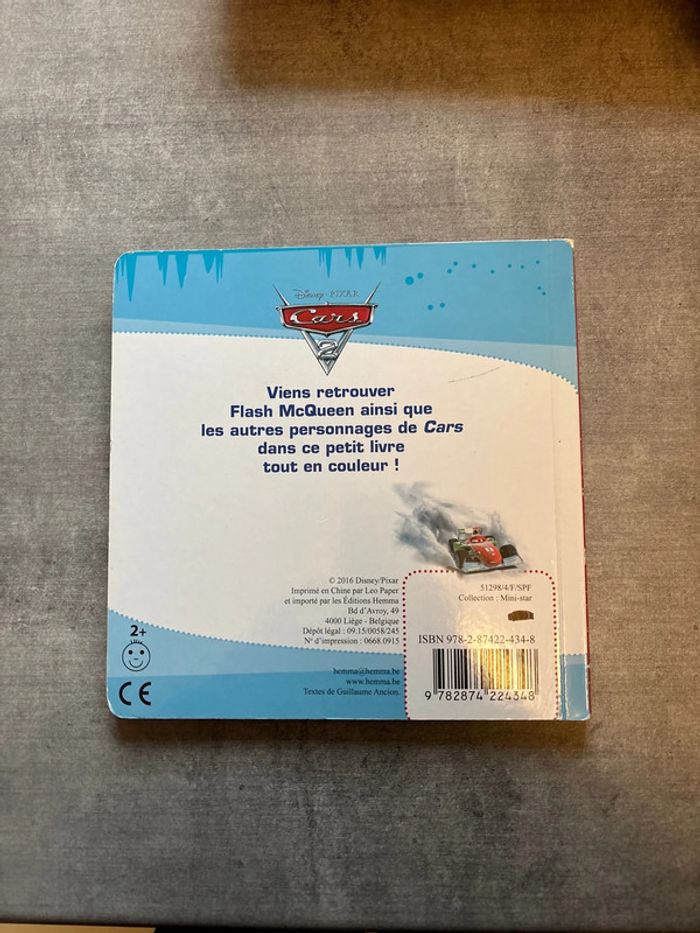 Disney · PIXAR
Cars
2
Viens retrouver
Flash McQueen ainsi que
les autres personnages de Cars
dans ce petit livre
tout en couleur !
© 2016 Disney/Pixar
Imprimé en Chine par Leo Paper
et importé par les Éditions Hemma
Bd d'Avroy, 49
4000 Liège - Belgique
Dépôt légal : 09.15/0058/245
N° d'impression : 0668.0915
hemma@hemma.be
www.hemma.be
Textes de Guillaume Ancion.
2+
CE
51298/4/F/SPF
Collection : Mini-star
ISBN 978-2-87422-434-8
9 782874 224348